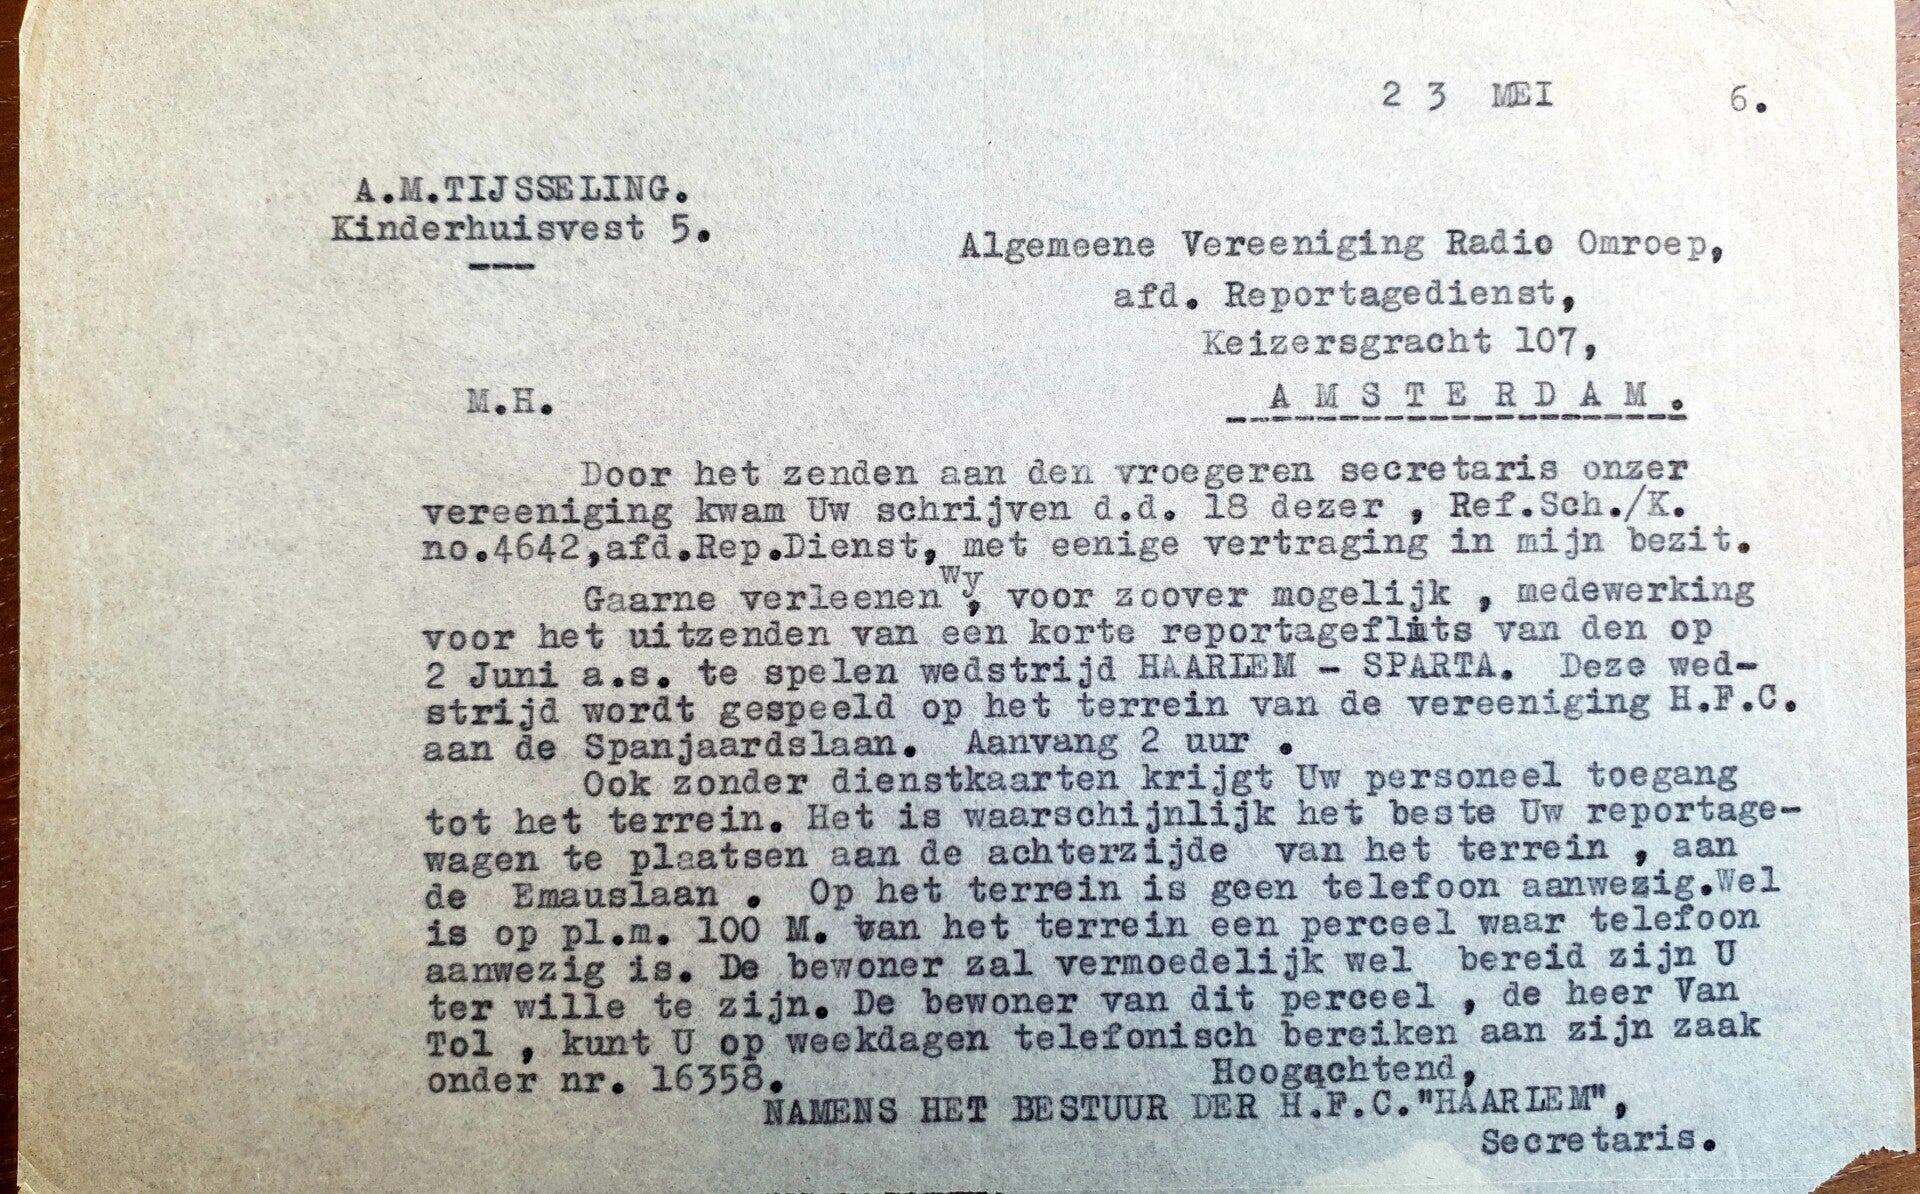 2 3 MEI 6.
A.M.TIJSSELING.
Kinderhuisvest 5.
Algemeene Vereeniging Radio Omroep,
afd. Reportagedienst,
Keizersgracht 107,
M.H.
A M S T E R D A M .
Door het zenden aan den vroegeren secretaris onzer
vereeniging kwam Uw schrijven d.d. 18 dezer , Ref.Sch./K.
no.4642,afd.Rep.Dienst, met eenige vertraging in mijn bezit.
Gaarne verleenen wy, voor zoover mogelijk , medewerking
voor het uitzenden van een korte reportageflits van den op
2 Juni a.s. te spelen wedstrijd HAARLEM - SPARTA. Deze wed-
strijd wordt gespeeld op het terrein van de vereeniging H.F.C.
aan de Spanjaardslaan. Aanvang 2 uur .
Ook zonder dienstkaarten krijgt Uw personeel toegang
tot het terrein. Het is waarschijnlijk het beste Uw reportage-
wagen te plaatsen aan de achterzijde van het terrein , aan
de Emauslaan . Op het terrein is geen telefoon aanwezig.Wel
is op pl.m. 100 M. van het terrein een perceel waar telefoon
aanwezig is. De bewoner zal vermoedelijk wel bereid zijn U
ter wille te zijn. De bewoner van dit perceel , de heer Van
Tol , kunt U op weekdagen telefonisch bereiken aan zijn zaak
onder nr. 16358.
Hoogachtend,
NAMENS HET BESTUUR DER H.F.C."HAARLEM",
Secretaris.